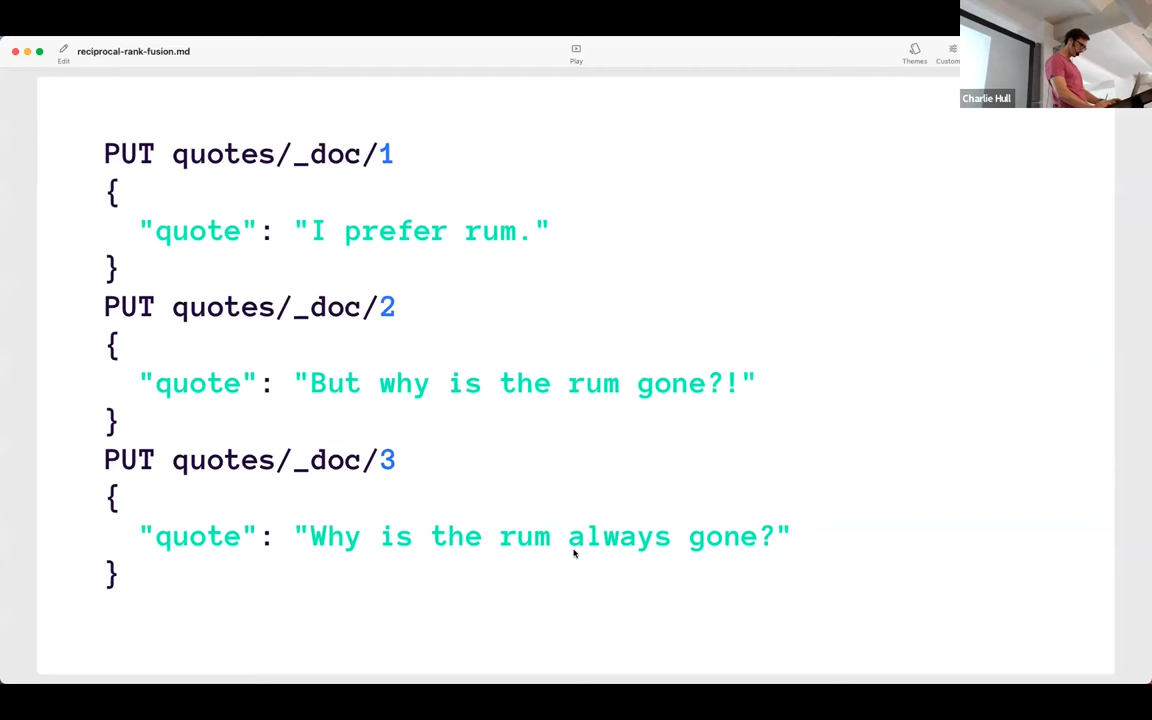 reciprocal-rank-fusion.md
Edit
Play
Themes
Custom
Charlie Hull
PUT quotes/_doc/1
{
"quote": "I prefer rum."
}
PUT quotes/_doc/2
{
"quote": "But why is the rum gone?!"
}
PUT quotes/_doc/3
{
"quote": "Why is the rum always gone?"
}